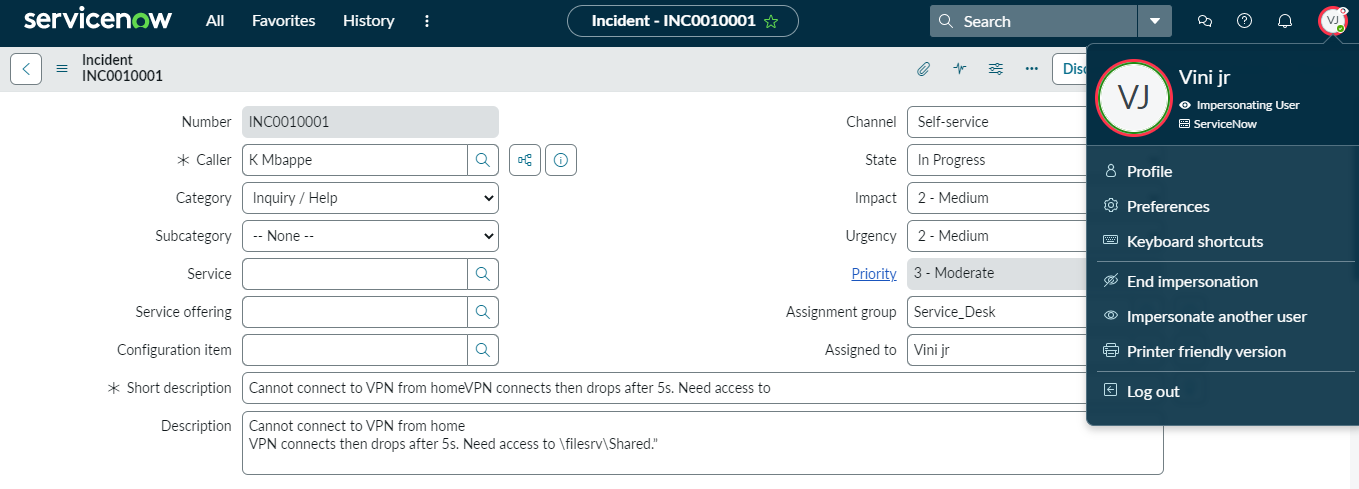 servicenow All Favorites History Incident - INC0010001 Search VJ
Incident
INC0010001
Vini jr
VJ
Impersonating User
ServiceNow
Number INC0010001 Channel Self-service
Caller K Mbappe State In Progress
Profile
Category Inquiry / Help Impact 2 - Medium
Preferences
Subcategory -- None -- Urgency 2 - Medium
Keyboard shortcuts
Service Priority 3 - Moderate
End impersonation
Service offering Assignment group Service_Desk
Impersonate another user
Configuration item Assigned to Vini jr
Printer friendly version
Short description Cannot connect to VPN from homeVPN connects then drops after 5s. Need access to
Log out
Description Cannot connect to VPN from home
VPN connects then drops after 5s. Need access to \filesrv\Shared.”